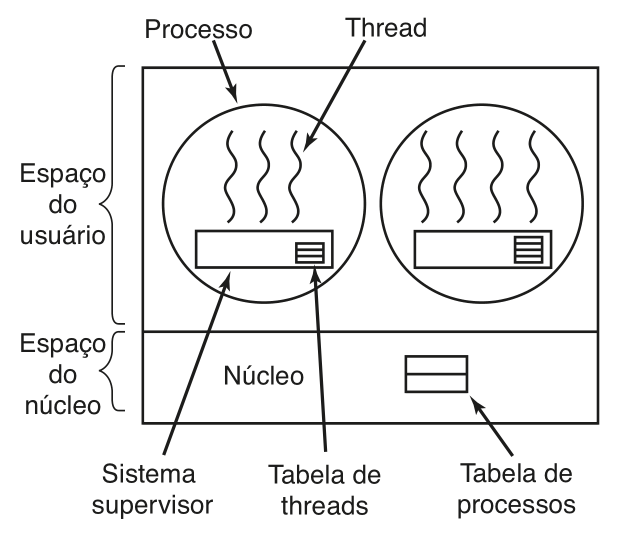 Processo
Thread
Espaço
do
usuário
Espaço
do
núcleo
Núcleo
Sistema
supervisor
Tabela de
threads
Tabela de
processos